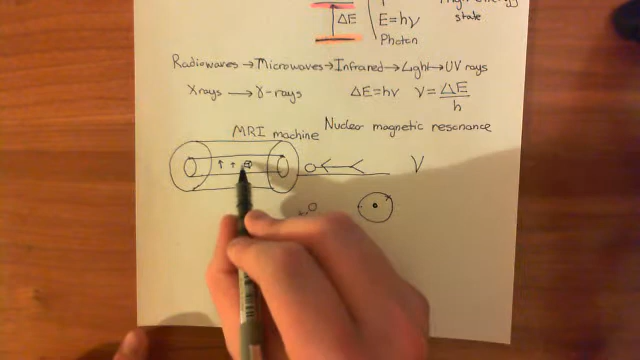 ΔE
E=hν
state
Photon
Radiowaves → Microwaves → Infrared → Light → UV rays
Xrays → γ-rays ΔE=hν ν = ΔE/h
MRI machine Nuclear magnetic resonance
ν